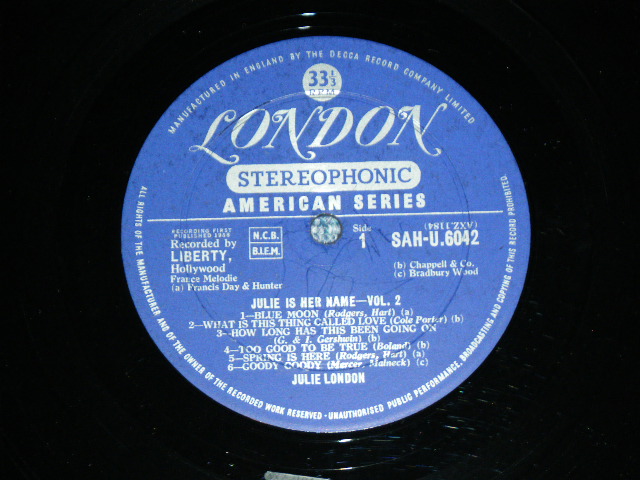 MANUFACTURED IN ENGLAND BY THE DECCA RECORD COMPANY LIMITED
33⅓
RPM
LONDON
STEREOPHONIC
AMERICAN SERIES
RECORDING FIRST
PUBLISHED
Recorded by
LIBERTY,
Hollywood
France Melodie
(a) Francis Day & Hunter
N.C.B.
B.I.E.M.
Side
1
(AXZ.1184)
SAH-U.6042
(b) Chappell & Co.
(c) Bradbury Wood
JULIE IS HER NAME—VOL. 2
1—BLUE MOON (Rodgers, Hart) (a)
2—WHAT IS THIS THING CALLED LOVE (Cole Porter) (b)
3—HOW LONG HAS THIS BEEN GOING ON
(G. & I. Gershwin) (b)
4—TOO GOOD TO BE TRUE (Boland) (b)
5—SPRING IS HERE (Rodgers, Hart) (a)
6—GOODY GOODY (Mercer, Malneck) (c)
JULIE LONDON
ALL RIGHTS OF THE MANUFACTURER AND OF THE OWNER OF THE RECORDED WORK RESERVED · UNAUTHORISED PUBLIC PERFORMANCE, BROADCASTING AND COPYING OF THIS RECORD PROHIBITED.